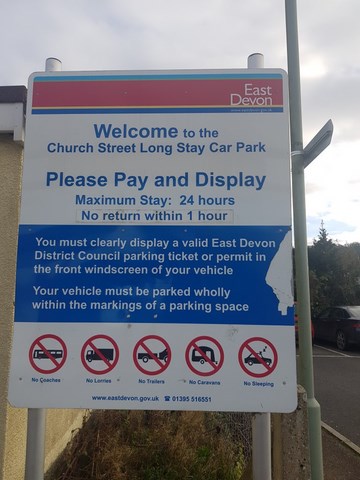 East
Devon
Welcome to the
Church Street Long Stay Car Park
Please Pay and Display
Maximum Stay: 24 hours
No return within 1 hour
You must clearly display a valid East Devon
District Council parking ticket or permit in
the front windscreen of your vehicle
Your vehicle must be parked wholly
within the markings of a parking space
No Coaches No Lorries No Trailers No Caravans No Sleeping
www.eastdevon.gov.uk ☎ 01395 516551